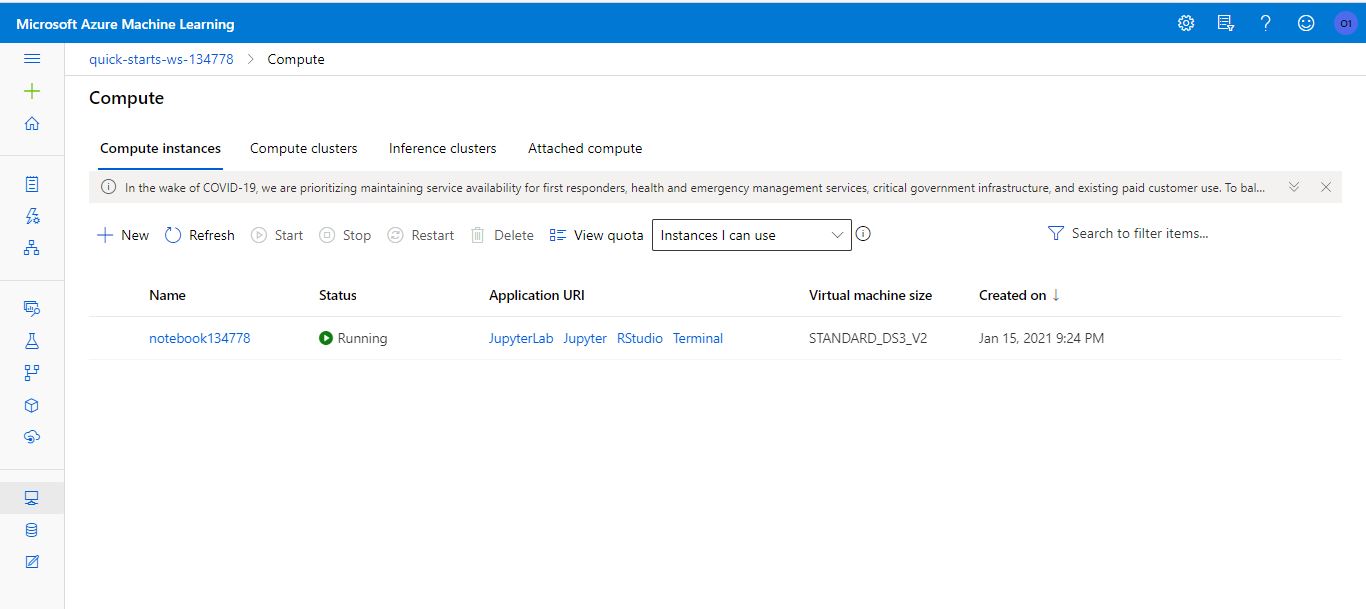 Microsoft Azure Machine Learning
O1
quick-starts-ws-134778 > Compute
Compute
Compute instances Compute clusters Inference clusters Attached compute
In the wake of COVID-19, we are prioritizing maintaining service availability for first responders, health and emergency management services, critical government infrastructure, and existing paid customer use. To bal...
New Refresh Start Stop Restart Delete View quota Instances I can use Search to filter items...
Name Status Application URI Virtual machine size Created on ↓
notebook134778 Running JupyterLab Jupyter RStudio Terminal STANDARD_DS3_V2 Jan 15, 2021 9:24 PM